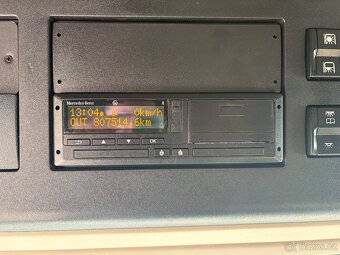 Mercedes-Benz
13:04 0km/h
OUT 807514.6km
OK